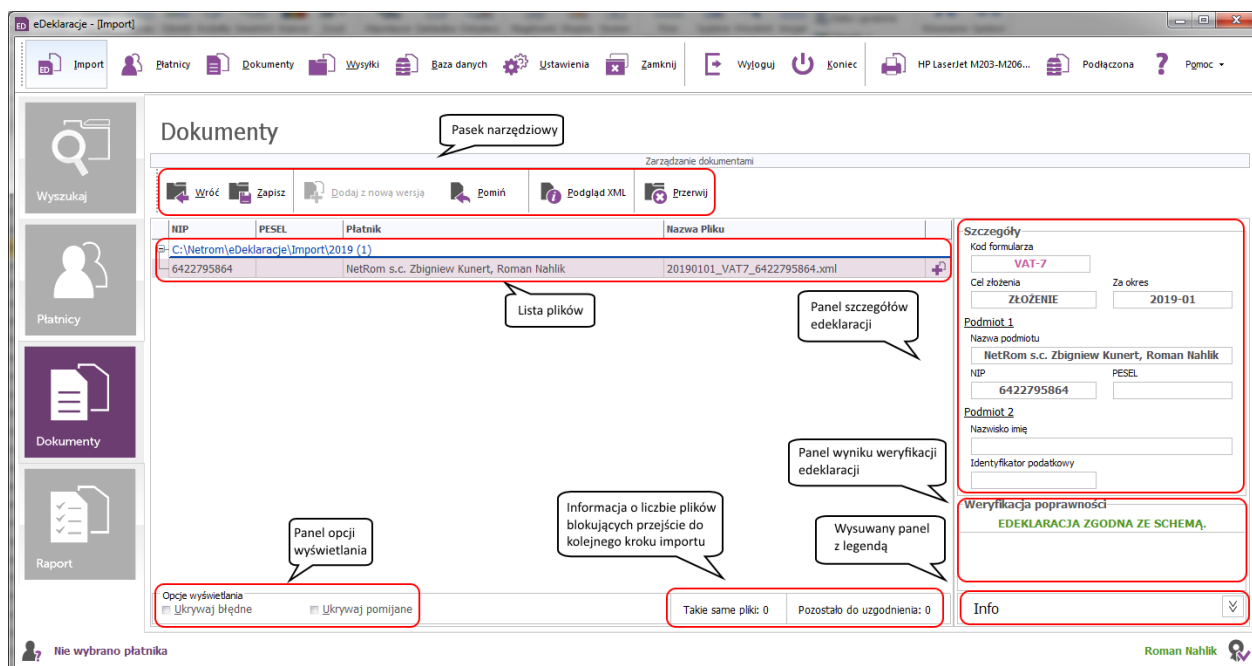 eDeklaracje - [Import]
Import Płatnicy Dokumenty Wysyłki Baza danych Ustawienia Zamknij Wyloguj Koniec HP LaserJet M203-M206... Podłączona Pomoc
Wyszukaj
Płatnicy
Dokumenty
Raport
Dokumenty
Pasek narzędziowy
Zarządzanie dokumentami
Wróć Zapisz Dodaj z nową wersją Pomiń Podgląd XML Przerwij
NIP PESEL Płatnik Nazwa Pliku
C:\Netrom\eDeklaracje\Import\2019 (1)
6422795864 NetRom s.c. Zbigniew Kunert, Roman Nahlik 20190101_VAT7_6422795864.xml
Lista plików
Panel szczegółów
edeklaracji
Panel wyniku weryfikacji
edeklaracji
Informacja o liczbie plików
blokujących przejście do
kolejnego kroku importu
Wysuwany panel
z legendą
Panel opcji
wyświetlania
Opcje wyświetlania
Ukrywaj błędne Ukrywaj pomijane
Takie same pliki: 0 Pozostało do uzgodnienia: 0
Szczegóły
Kod formularza
VAT-7
Cel złożenia Za okres
ZŁOŻENIE 2019-01
Podmiot 1
Nazwa podmiotu
NetRom s.c. Zbigniew Kunert, Roman Nahlik
NIP PESEL
6422795864
Podmiot 2
Nazwisko imię
Identyfikator podatkowy
Weryfikacja poprawności
EDEKLARACJA ZGODNA ZE SCHEMĄ.
Info
Nie wybrano płatnika
Roman Nahlik